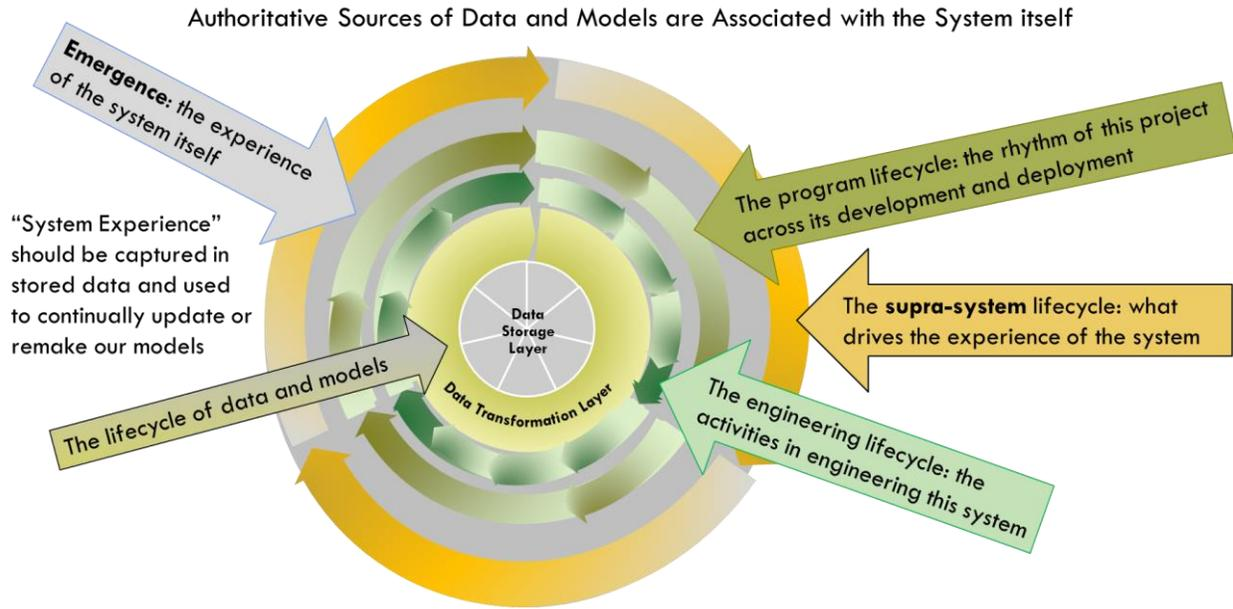 Authoritative Sources of Data and Models are Associated with the System itself
Emergence: the experience
of the system itself
The program lifecycle: the rhythm of this project
across its development and deployment
“System Experience”
should be captured in
stored data and used
to continually update or
remake our models
The supra-system lifecycle: what
drives the experience of the system
Data
Storage
Layer
Data Transformation Layer
The lifecycle of data and models
The engineering lifecycle: the
activities in engineering this system